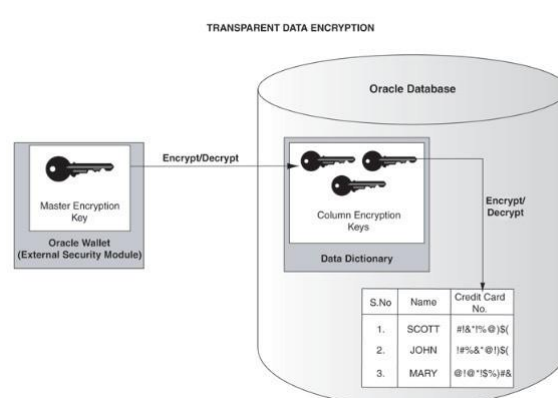 TRANSPARENT DATA ENCRYPTION
Oracle Database
Encrypt/Decrypt
Master Encryption
Key
Oracle Wallet
(External Security Module)
Column Encryption
Keys
Data Dictionary
Encrypt/
Decrypt
S.No Name Credit Card
No.
1. SCOTT #!&*!%@)$(
2. JOHN !#%&*@!)$(
3. MARY @!@*!$%)#&